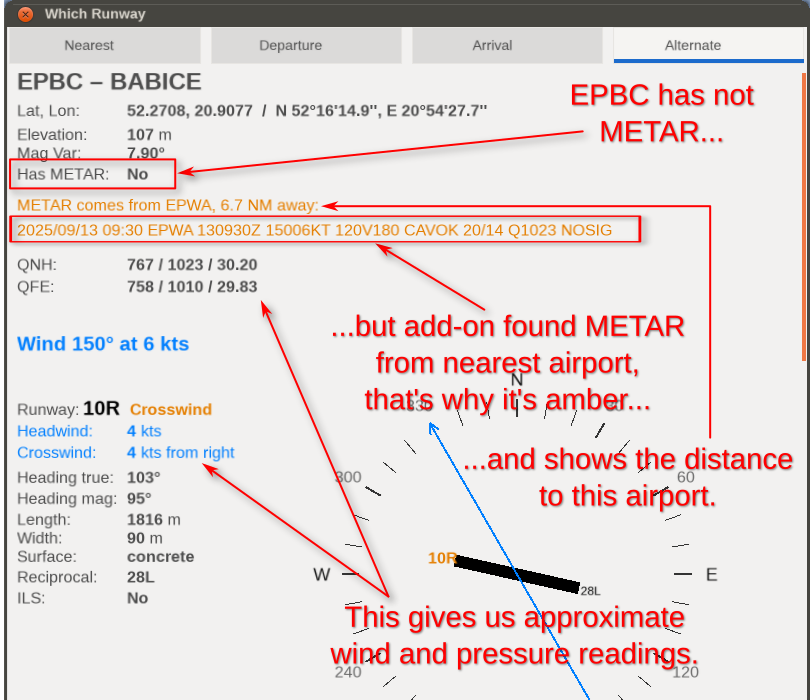 Which Runway
Nearest
Departure
Arrival
Alternate
EPBC – BABICE
Lat, Lon: 52.2708, 20.9077 / N 52°16'14.9'', E 20°54'27.7''
Elevation: 107 m
Mag Var: 7.90°
Has METAR: No
EPBC has not
METAR...
METAR comes from EPWA, 6.7 NM away:
2025/09/13 09:30 EPWA 130930Z 15006KT 120V180 CAVOK 20/14 Q1023 NOSIG
QNH: 767 / 1023 / 30.20
QFE: 758 / 1010 / 29.83
...but add-on found METAR
from nearest airport,
that's why it's amber...
Wind 150° at 6 kts
Runway: 10R Crosswind
Headwind: 4 kts
Crosswind: 4 kts from right
Heading true: 103°
Heading mag: 95°
Length: 1816 m
Width: 90 m
Surface: concrete
Reciprocal: 28L
ILS: No
N
330
...and shows the distance
to this airport.
300
60
W
E
10R
28L
This gives us approximate
wind and pressure readings.
240
120